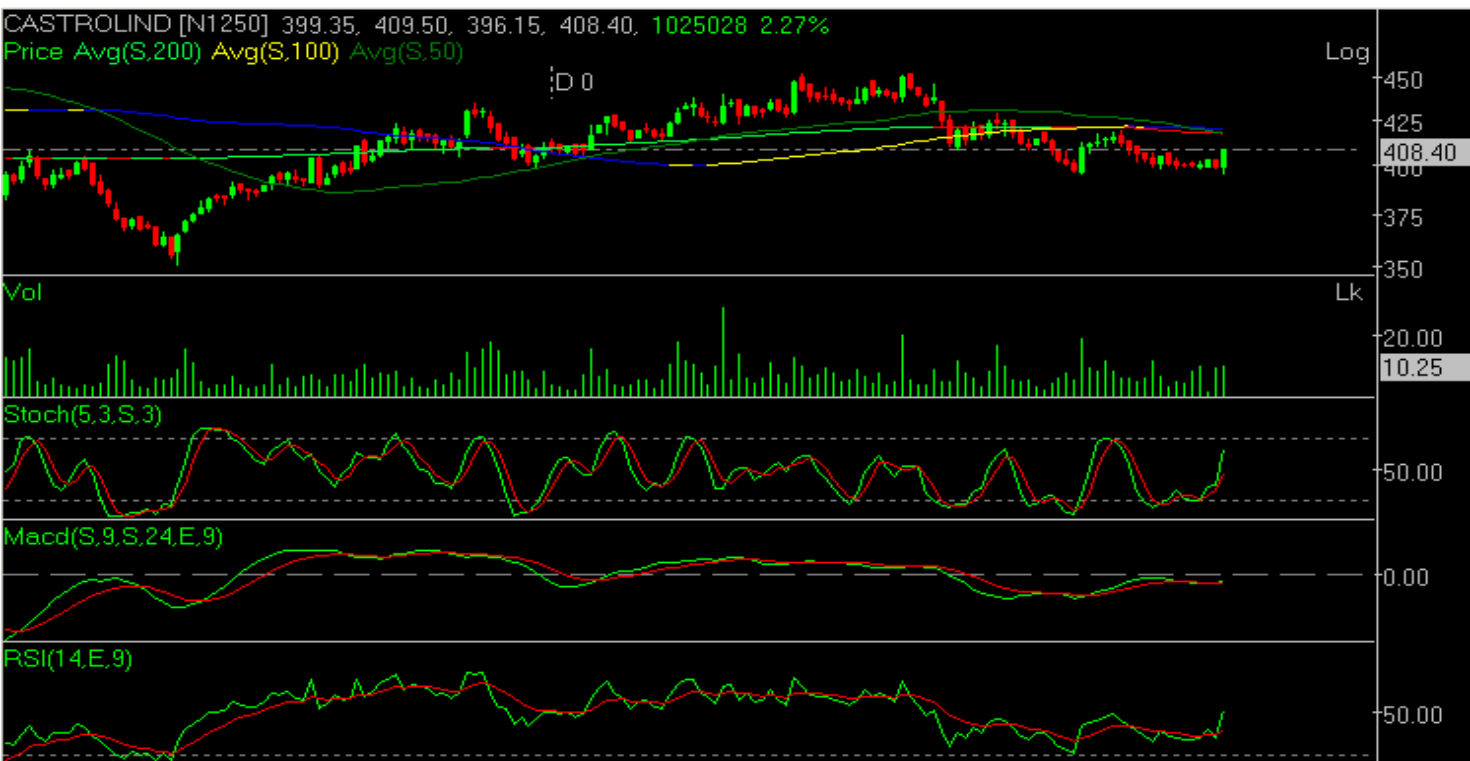 CASTROLIND [N1250] 399.35, 409.50, 396.15, 408.40, 1025028 2.27%
Price Avg(S,200) Avg(S,100) Avg(S,50)
Log
D 0
450
425
408.40
400
375
350
Vol
Lk
20.00
10.25
Stoch(5,3,S,3)
50.00
Macd(S,9,S,24,E,9)
0.00
RSI(14,E,9)
50.00